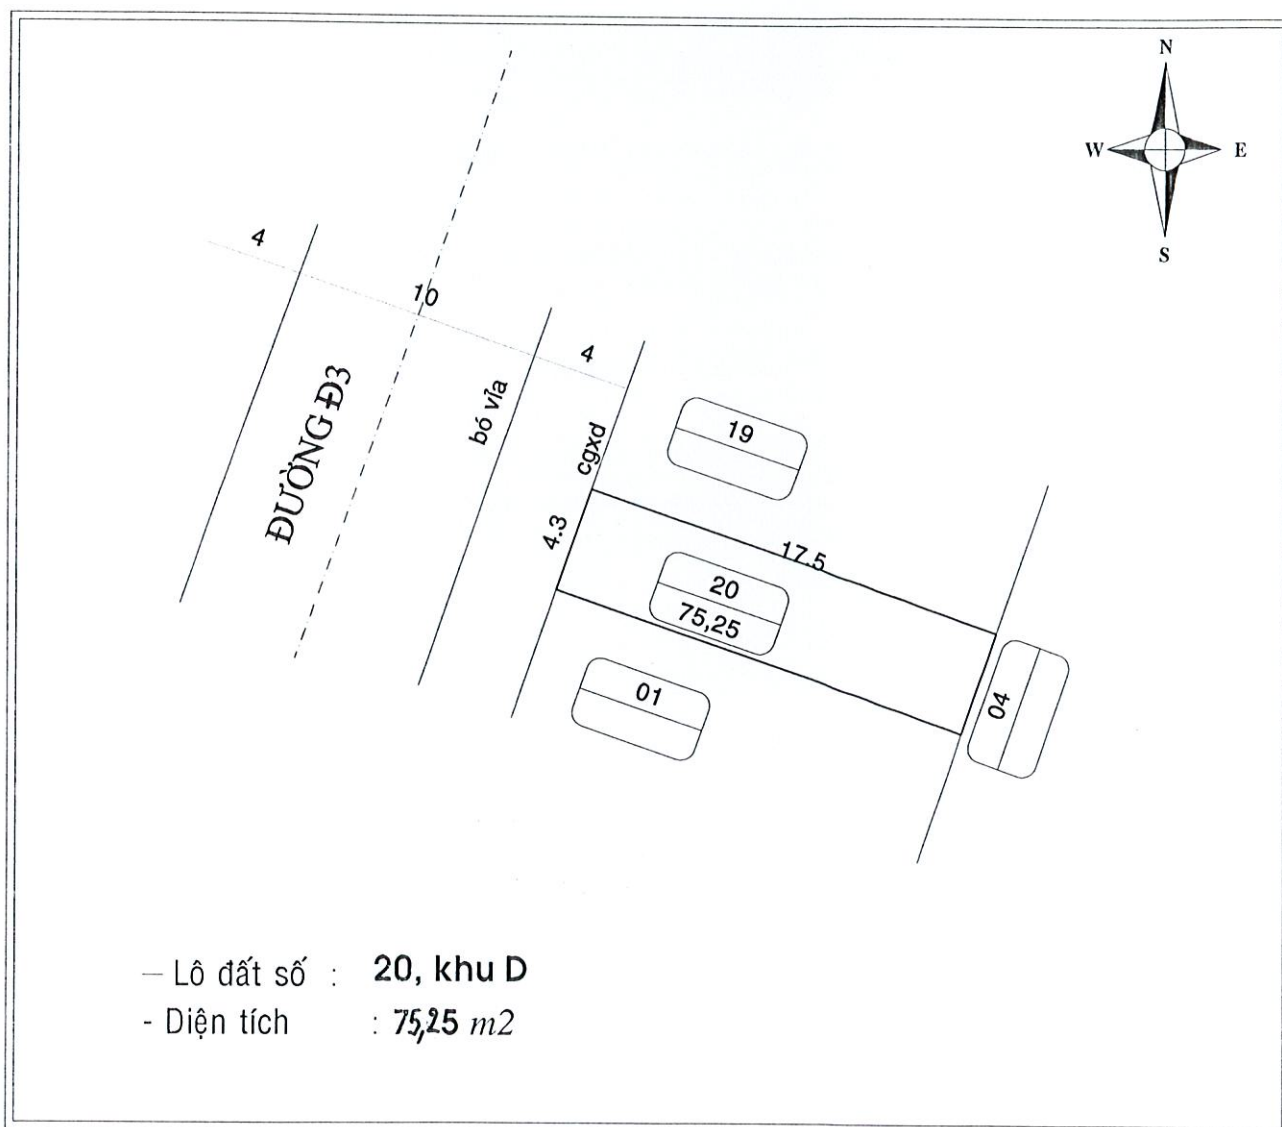 N
W
E
S
4
10
4
ĐƯỜNG Đ3
bó vỉa
cgxd
19
4.3
17.5
20
75,25
01
04
– Lô đất số : 20, khu D
- Diện tích : 75,25 m2